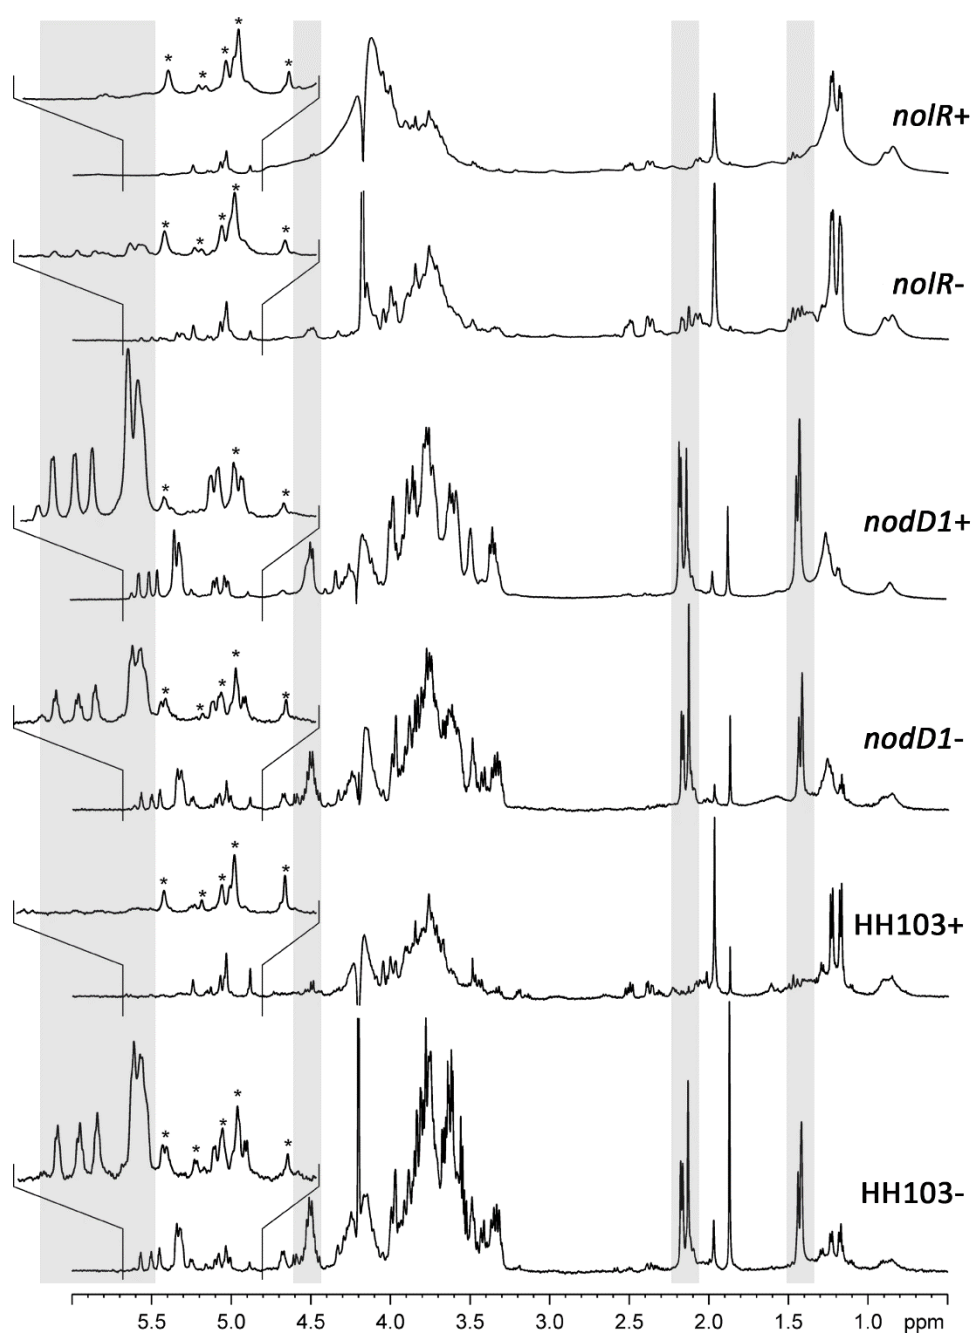 * * * * *
nolR+
* * * * *
nolR-
* * *
nodD1+
* * * * *
nodD1-
* * * * *
HH103+
* * * * *
HH103-
5.5 5.0 4.5 4.0 3.5 3.0 2.5 2.0 1.5 1.0 ppm